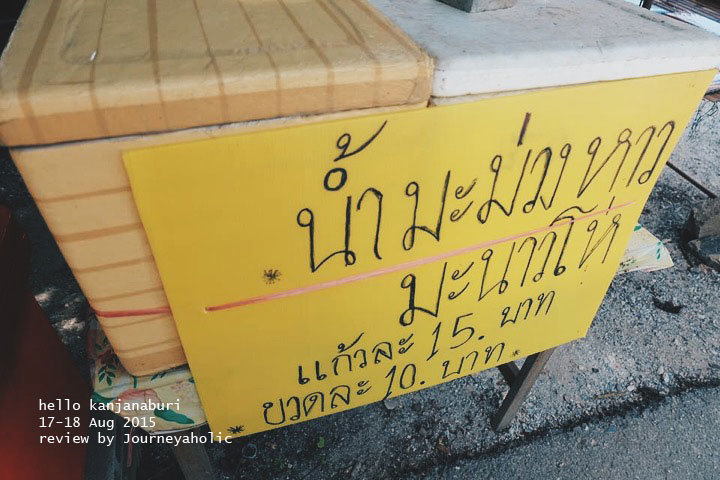 น้ำมะม่วงหาว
มะนาวโห่
แก้วละ 15. บาท
ขวดละ 10. บาท
hello kanjanaburi
17-18 Aug 2015
review by Journeyaholic